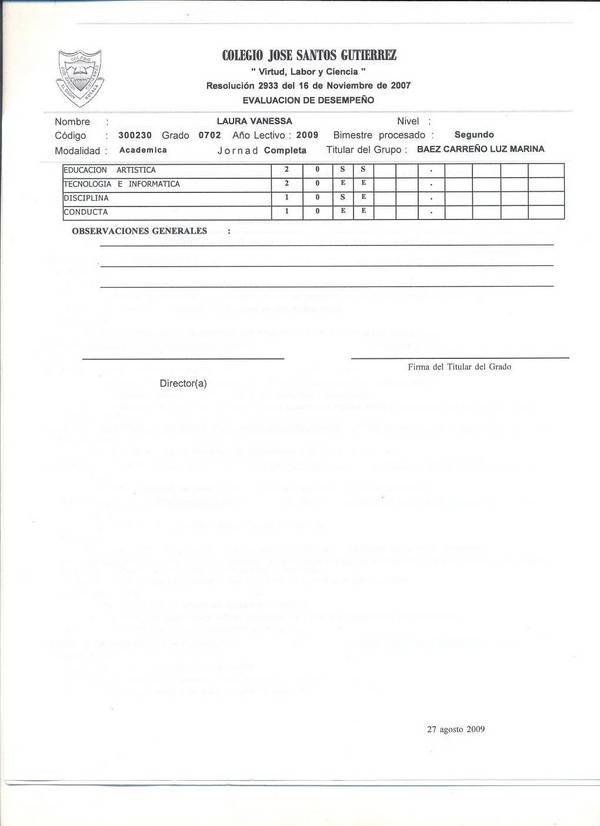 COLEGIO JOSE SANTOS GUTIERREZ
" Virtud, Labor y Ciencia "
Resolución 2933 del 16 de Noviembre de 2007
EVALUACION DE DESEMPEÑO
Nombre : LAURA VANESSA Nivel :
Código : 300230 Grado 0702 Año Lectivo : 2009 Bimestre procesado : Segundo
Modalidad : Academica Jornad Completa Titular del Grupo : BAEZ CARREÑO LUZ MARINA
EDUCACION ARTISTICA 2 0 S S .
TECNOLOGIA E INFORMATICA 2 0 E E .
DISCIPLINA 1 0 S E .
CONDUCTA 1 0 E E .
OBSERVACIONES GENERALES :
Firma del Titular del Grado
Director(a)
27 agosto 2009